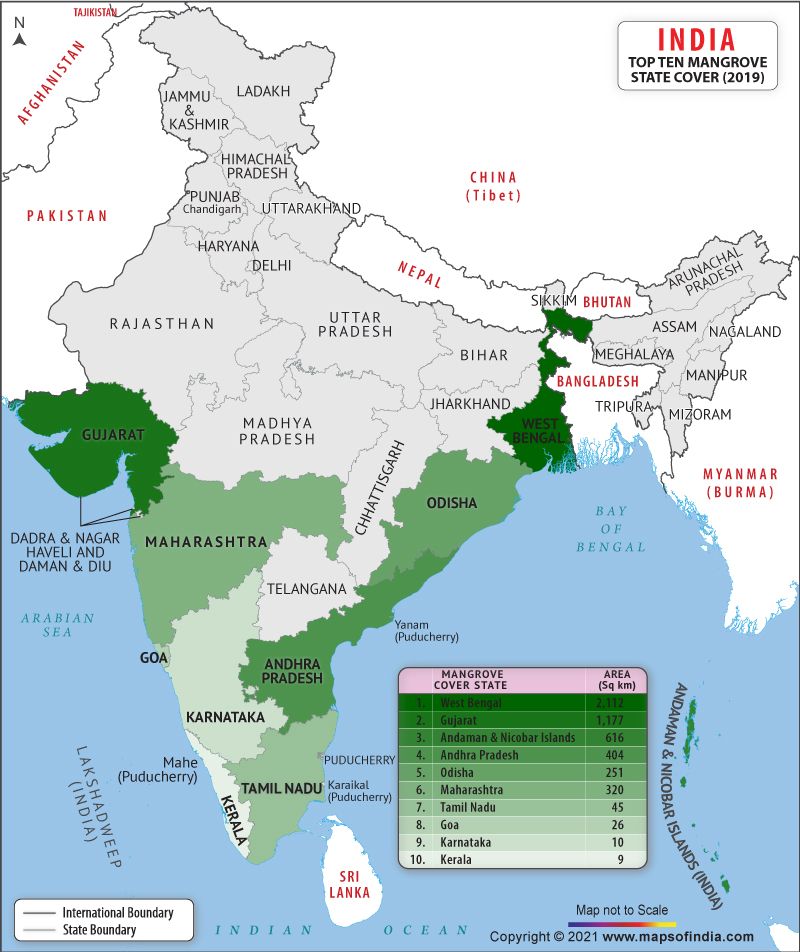 N
TAJIKISTAN
AFGHANISTAN
INDIA
TOP TEN MANGROVE
STATE COVER (2019)
LADAKH
JAMMU
&
KASHMIR
HIMACHAL
PRADESH
CHINA
(Tibet)
PUNJAB
Chandigarh
UTTARAKHAND
PAKISTAN
HARYANA
DELHI
NEPAL
ARUNACHAL
PRADESH
SIKKIM
BHUTAN
RAJASTHAN
UTTAR
PRADESH
ASSAM
NAGALAND
BIHAR
MEGHALAYA
MANIPUR
BANGLADESH
JHARKHAND
TRIPURA
MIZORAM
GUJARAT
MADHYA
PRADESH
WEST
BENGAL
CHHATTISGARH
MYANMAR
(BURMA)
ODISHA
BAY
OF
BENGAL
DADRA & NAGAR
HAVELI AND
DAMAN & DIU
MAHARASHTRA
TELANGANA
ARABIAN
SEA
Yanam
(Puducherry)
GOA
ANDHRA
PRADESH
KARNATAKA
MANGROVE
COVER STATE
AREA
(Sq km)
1. West Bengal 2,112
2. Gujarat 1,177
3. Andaman & Nicobar Islands 616
4. Andhra Pradesh 404
5. Odisha 251
6. Maharashtra 320
7. Tamil Nadu 45
8. Goa 26
9. Karnataka 10
10. Kerala 9
ANDAMAN & NICOBAR ISLANDS (INDIA)
LAKSHADWEEP
(INDIA)
Mahe
(Puducherry)
PUDUCHERRY
TAMIL NADU
Karaikal
(Puducherry)
KERALA
SRI
LANKA
International Boundary
State Boundary
INDIAN OCEAN
Map not to Scale
Copyright © 2021 www.mapsofindia.com